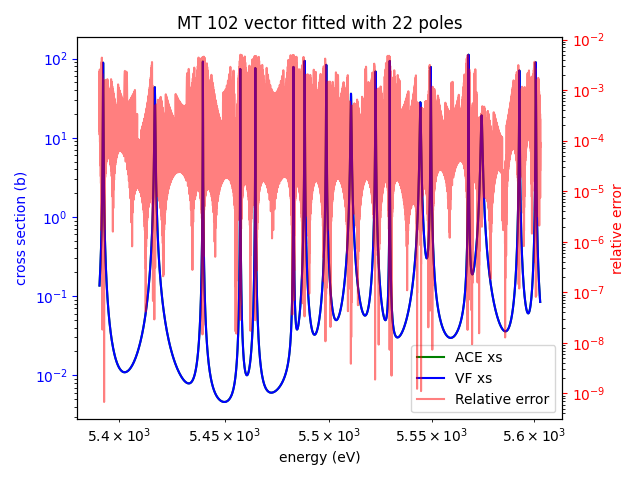 MT 102 vector fitted with 22 poles
cross section (b)
10²
10¹
10⁰
10⁻¹
10⁻²
relative error
10⁻²
10⁻³
10⁻⁴
10⁻⁵
10⁻⁶
10⁻⁷
10⁻⁸
10⁻⁹
ACE xs
VF xs
Relative error
5.4 × 10³ 5.45 × 10³ 5.5 × 10³ 5.55 × 10³ 5.6 × 10³
energy (eV)